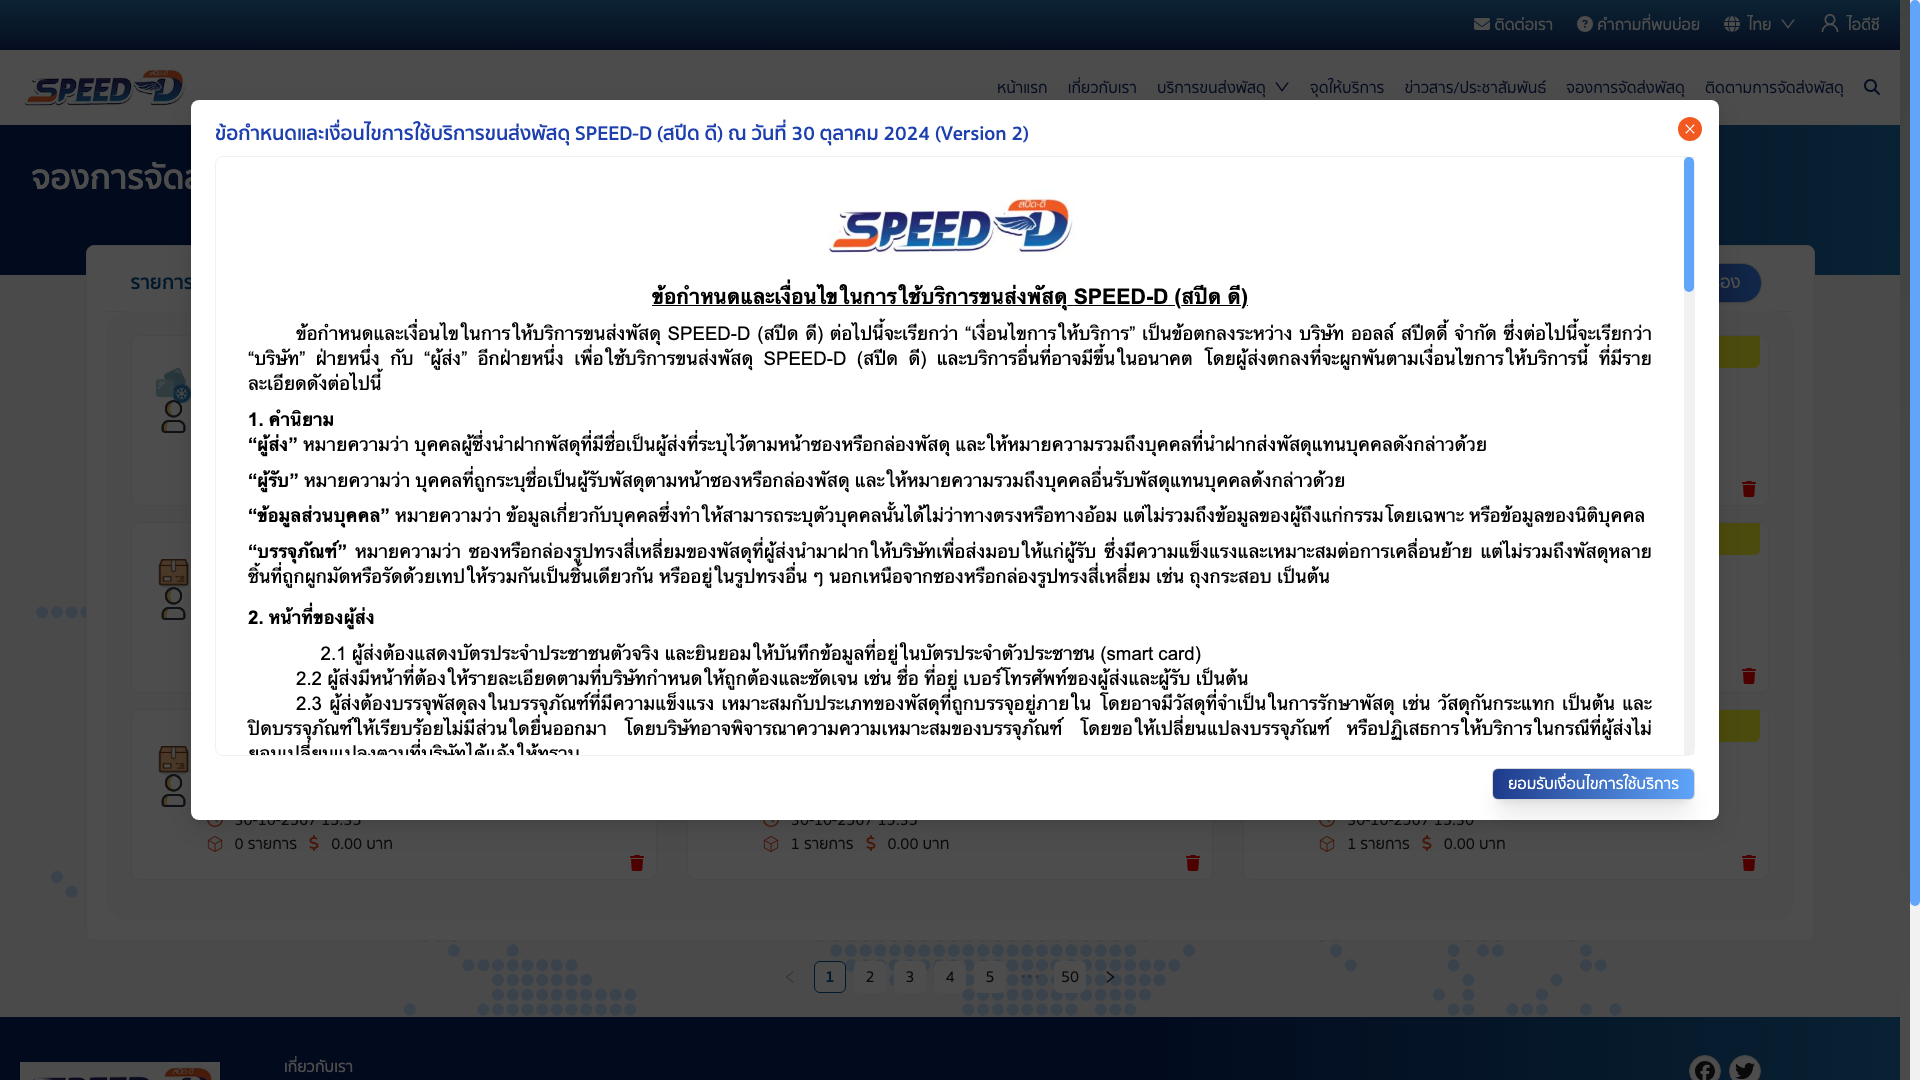 ติดต่อเรา คำถามที่พบบ่อย ไทย ไอดีซี
SPEED-D หน้าแรก เกี่ยวกับเรา บริการขนส่งพัสดุ จุดให้บริการ ข่าวสาร/ประชาสัมพันธ์ จองการจัดส่งพัสดุ ติดตามการจัดส่งพัสดุ
ข้อกำหนดและเงื่อนไขการใช้บริการขนส่งพัสดุ SPEED-D (สปีด ดี) ณ วันที่ 30 ตุลาคม 2024 (Version 2)
สปีด-ดี
SPEED-D
ข้อกำหนดและเงื่อนไขในการใช้บริการขนส่งพัสดุ SPEED-D (สปีด ดี)
ข้อกำหนดและเงื่อนไขในการให้บริการขนส่งพัสดุ SPEED-D (สปีด ดี) ต่อไปนี้จะเรียกว่า “เงื่อนไขการให้บริการ” เป็นข้อตกลงระหว่าง บริษัท ออลล์ สปีดดี้ จำกัด ซึ่งต่อไปนี้จะเรียกว่า
“บริษัท” ฝ่ายหนึ่ง กับ “ผู้ส่ง” อีกฝ่ายหนึ่ง เพื่อใช้บริการขนส่งพัสดุ SPEED-D (สปีด ดี) และบริการอื่นที่อาจมีขึ้นในอนาคต โดยผู้ส่งตกลงที่จะผูกพันตามเงื่อนไขการให้บริการนี้ ที่มีราย
ละเอียดดังต่อไปนี้
1. คำนิยาม
“ผู้ส่ง” หมายความว่า บุคคลผู้ซึ่งนำฝากพัสดุที่มีชื่อเป็นผู้ส่งที่ระบุไว้ตามหน้าซองหรือกล่องพัสดุ และให้หมายความรวมถึงบุคคลที่นำฝากส่งพัสดุแทนบุคคลดังกล่าวด้วย
“ผู้รับ” หมายความว่า บุคคลที่ถูกระบุชื่อเป็นผู้รับพัสดุตามหน้าซองหรือกล่องพัสดุ และให้หมายความรวมถึงบุคคลอื่นรับพัสดุแทนบุคคลดังกล่าวด้วย
“ข้อมูลส่วนบุคคล” หมายความว่า ข้อมูลเกี่ยวกับบุคคลซึ่งทำให้สามารถระบุตัวบุคคลนั้นได้ไม่ว่าทางตรงหรือทางอ้อม แต่ไม่รวมถึงข้อมูลของผู้ถึงแก่กรรมโดยเฉพาะ หรือข้อมูลของนิติบุคคล
“บรรจุภัณฑ์” หมายความว่า ซองหรือกล่องรูปทรงสี่เหลี่ยมของพัสดุที่ผู้ส่งนำมาฝากให้บริษัทเพื่อส่งมอบให้แก่ผู้รับ ซึ่งมีความแข็งแรงและเหมาะสมต่อการเคลื่อนย้าย แต่ไม่รวมถึงพัสดุหลาย
ชิ้นที่ถูกผูกมัดหรือรัดด้วยเทปให้รวมกันเป็นชิ้นเดียวกัน หรืออยู่ในรูปทรงอื่น ๆ นอกเหนือจากซองหรือกล่องรูปทรงสี่เหลี่ยม เช่น ถุงกระสอบ เป็นต้น
2. หน้าที่ของผู้ส่ง
2.1 ผู้ส่งต้องแสดงบัตรประจำประชาชนตัวจริง และยินยอมให้บันทึกข้อมูลที่อยู่ในบัตรประจำตัวประชาชน (smart card)
2.2 ผู้ส่งมีหน้าที่ต้องให้รายละเอียดตามที่บริษัทกำหนดให้ถูกต้องและชัดเจน เช่น ชื่อ ที่อยู่ เบอร์โทรศัพท์ของผู้ส่งและผู้รับ เป็นต้น
2.3 ผู้ส่งต้องบรรจุพัสดุลงในบรรจุภัณฑ์ที่มีความแข็งแรง เหมาะสมกับประเภทของพัสดุที่ถูกบรรจุอยู่ภายใน โดยอาจมีวัสดุที่จำเป็นในการรักษาพัสดุ เช่น วัสดุกันกระแทก เป็นต้น และ
ปิดบรรจุภัณฑ์ให้เรียบร้อยไม่มีส่วนใดยื่นออกมา โดยบริษัทอาจพิจารณาความความเหมาะสมของบรรจุภัณฑ์ โดยขอให้เปลี่ยนแปลงบรรจุภัณฑ์ หรือปฏิเสธการให้บริการในกรณีที่ผู้ส่งไม่
ยอมเปลี่ยนแปลงตามที่บริษัทได้แจ้งให้ทราบ
ยอมรับเงื่อนไขการใช้บริการ
รายการ
0 รายการ $ 0.00 บาท 1 รายการ $ 0.00 บาท 1 รายการ $ 0.00 บาท
1 2 3 4 5 ••• 50
เกี่ยวกับเรา